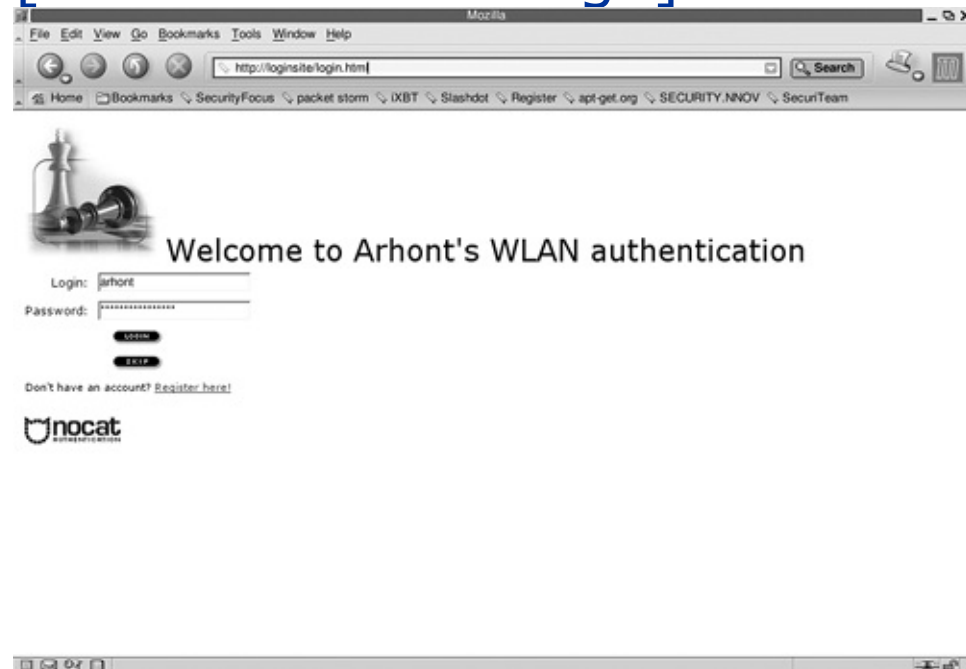 Mozilla
File Edit View Go Bookmarks Tools Window Help
http://loginsite/login.html
Search
Home Bookmarks SecurityFocus packet storm iXBT Slashdot Register apt-get.org SECURITY.NNOV SecuriTeam
Welcome to Arhont's WLAN authentication
Login: arhont
Password: ****************
LOGIN
SKIP
Don't have an account? Register here!
nocat
AUTHENTICATION